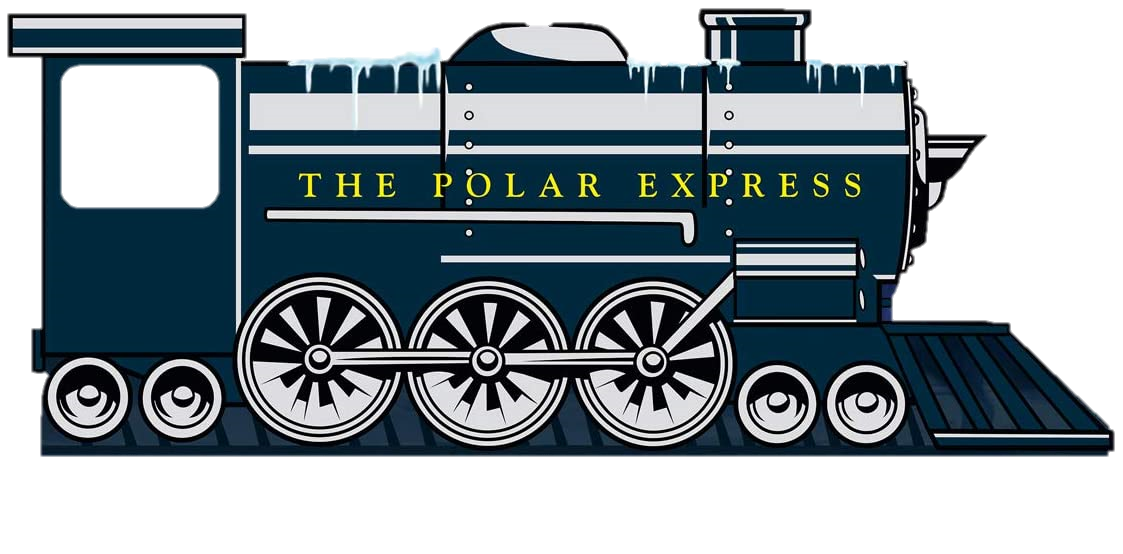 THE POLAR EXPRESS